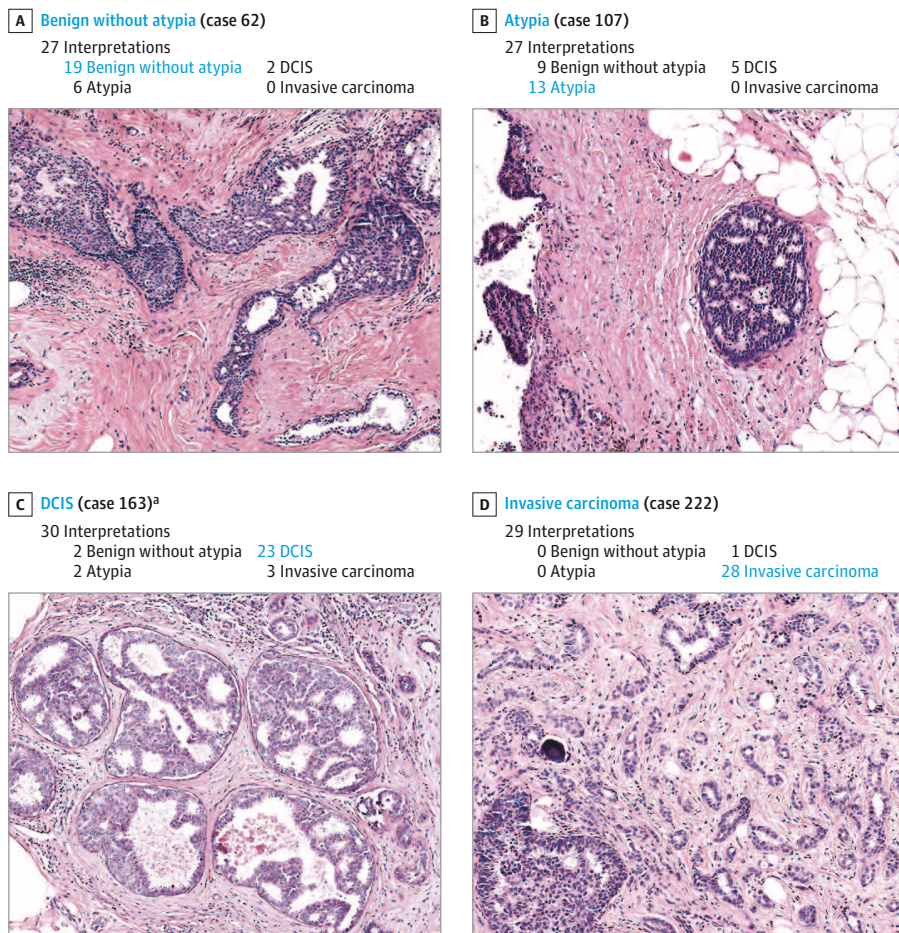 A Benign without atypia (case 62)
27 Interpretations
19 Benign without atypia 2 DCIS
6 Atypia 0 Invasive carcinoma
B Atypia (case 107)
27 Interpretations
9 Benign without atypia 5 DCIS
13 Atypia 0 Invasive carcinoma
C DCIS (case 163)a
30 Interpretations
2 Benign without atypia 23 DCIS
2 Atypia 3 Invasive carcinoma
D Invasive carcinoma (case 222)
29 Interpretations
0 Benign without atypia 1 DCIS
0 Atypia 28 Invasive carcinoma